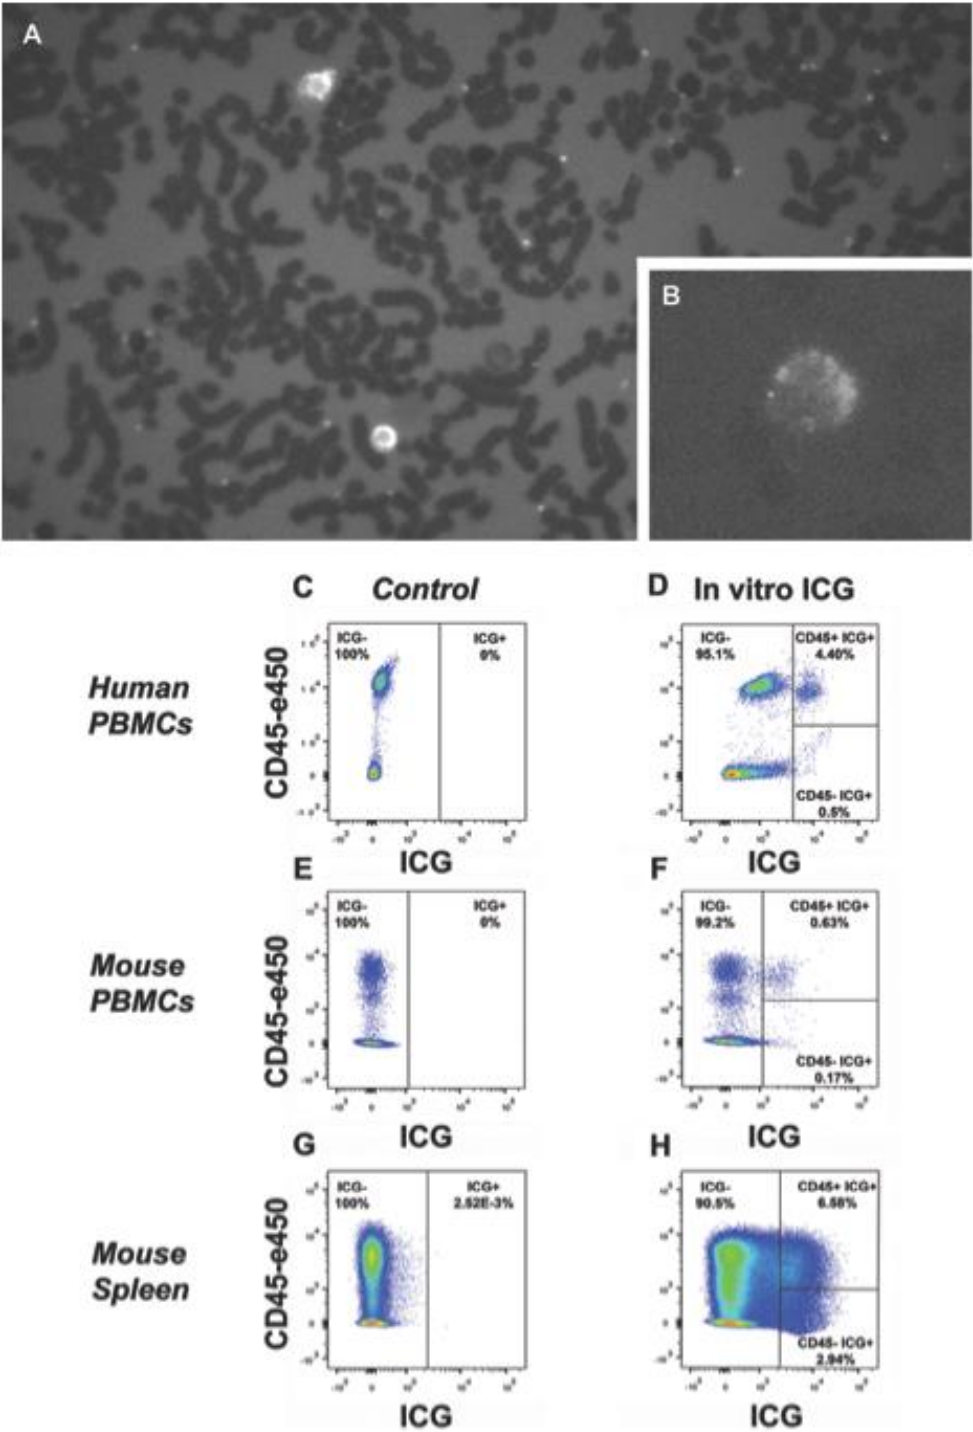 A
B
C Control
D In vitro ICG
Human
PBMCs
CD45-e450
ICG-
100%
ICG+
0%
ICG
ICG-
95.1%
CD45+ ICG+
4.40%
CD45- ICG+
0.5%
ICG
E
F
Mouse
PBMCs
CD45-e450
ICG-
100%
ICG+
0%
ICG
ICG-
99.2%
CD45+ ICG+
0.63%
CD45- ICG+
0.17%
ICG
G
H
Mouse
Spleen
CD45-e450
ICG-
100%
ICG+
2.52E-3%
ICG
ICG-
90.5%
CD45+ ICG+
6.58%
CD45- ICG+
2.94%
ICG